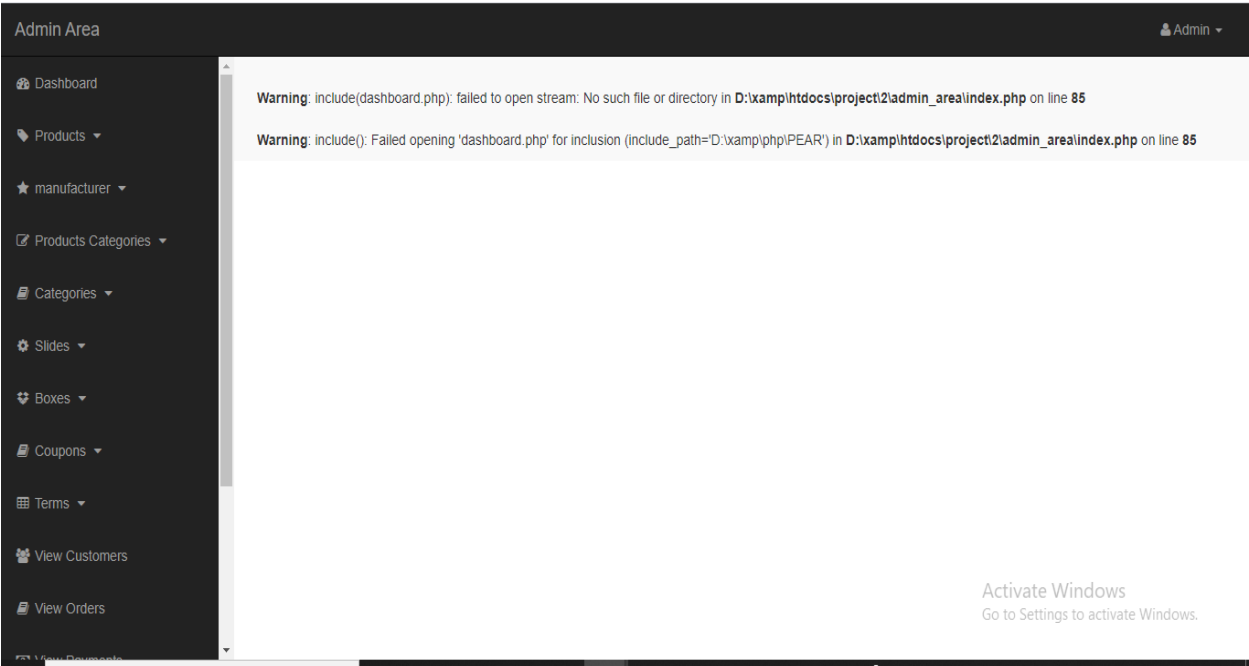 Admin Area
Admin
Dashboard
Products
manufacturer
Products Categories
Categories
Slides
Boxes
Coupons
Terms
View Customers
View Orders
Warning: include(dashboard.php): failed to open stream: No such file or directory in D:\xamp\htdocs\project\2\admin_area\index.php on line 85
Warning: include(): Failed opening 'dashboard.php' for inclusion (include_path='D:\xamp\php\PEAR') in D:\xamp\htdocs\project\2\admin_area\index.php on line 85
Activate Windows
Go to Settings to activate Windows.